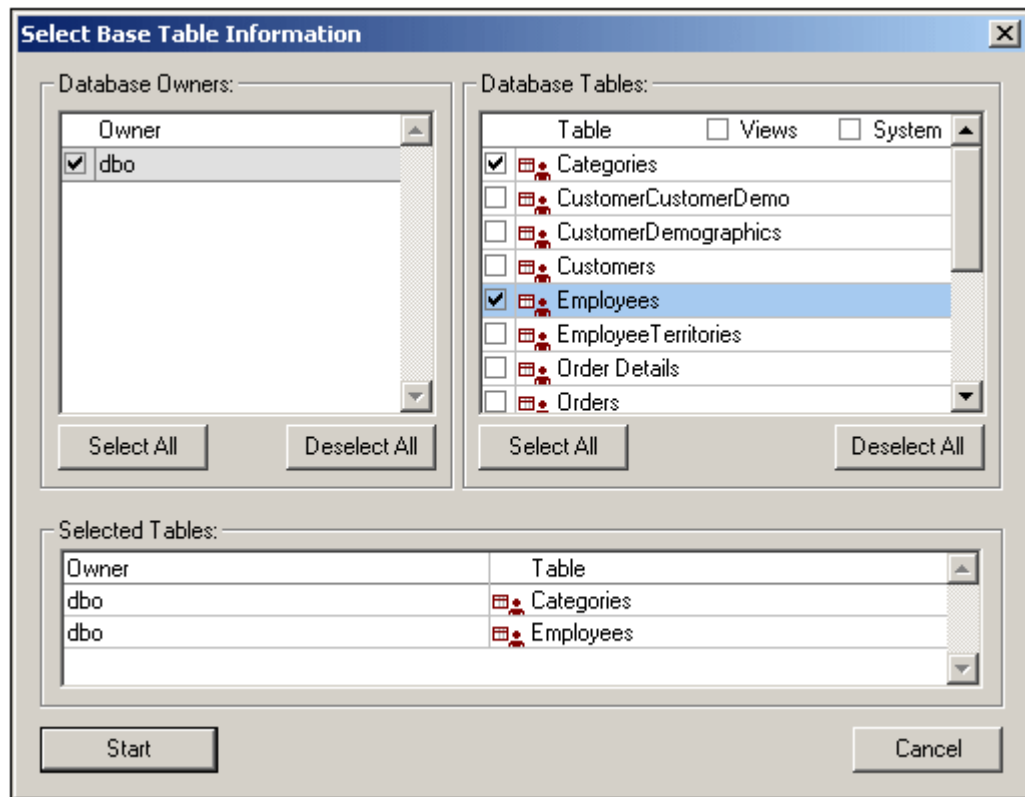 Select Base Table Information
Database Owners:
Owner
dbo
Select All Deselect All
Database Tables:
Table Views System
Categories
CustomerCustomerDemo
CustomerDemographics
Customers
Employees
EmployeeTerritories
Order Details
Orders
Select All Deselect All
Selected Tables:
Owner Table
dbo Categories
dbo Employees
Start Cancel